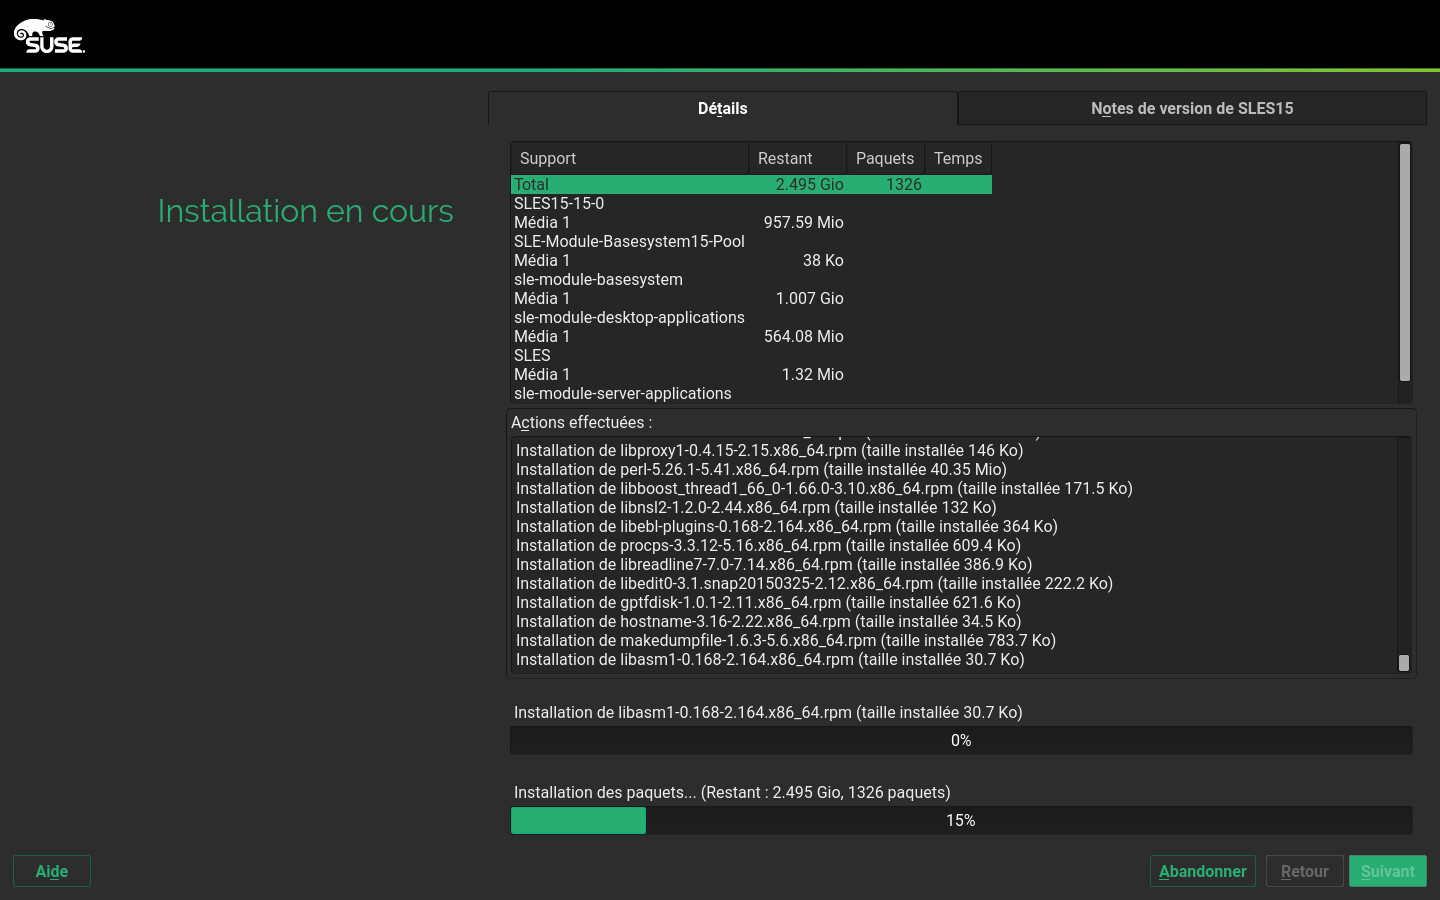 SUSE.
Détails
Notes de version de SLES15
Installation en cours
Support Restant Paquets Temps
Total 2.495 Gio 1326
SLES15-15-0
Média 1 957.59 Mio
SLE-Module-Basesystem15-Pool
Média 1 38 Ko
sle-module-basesystem
Média 1 1.007 Gio
sle-module-desktop-applications
Média 1 564.08 Mio
SLES
Média 1 1.32 Mio
sle-module-server-applications
Actions effectuées :
Installation de libproxy1-0.4.15-2.15.x86_64.rpm (taille installée 146 Ko)
Installation de perl-5.26.1-5.41.x86_64.rpm (taille installée 40.35 Mio)
Installation de libboost_thread1_66_0-1.66.0-3.10.x86_64.rpm (taille installée 171.5 Ko)
Installation de libnsl2-1.2.0-2.44.x86_64.rpm (taille installée 132 Ko)
Installation de libebl-plugins-0.168-2.164.x86_64.rpm (taille installée 364 Ko)
Installation de procps-3.3.12-5.16.x86_64.rpm (taille installée 609.4 Ko)
Installation de libreadline7-7.0-7.14.x86_64.rpm (taille installée 386.9 Ko)
Installation de libedit0-3.1.snap20150325-2.12.x86_64.rpm (taille installée 222.2 Ko)
Installation de gptfdisk-1.0.1-2.11.x86_64.rpm (taille installée 621.6 Ko)
Installation de hostname-3.16-2.22.x86_64.rpm (taille installée 34.5 Ko)
Installation de makedumpfile-1.6.3-5.6.x86_64.rpm (taille installée 783.7 Ko)
Installation de libasm1-0.168-2.164.x86_64.rpm (taille installée 30.7 Ko)
Installation de libasm1-0.168-2.164.x86_64.rpm (taille installée 30.7 Ko)
0%
Installation des paquets... (Restant : 2.495 Gio, 1326 paquets)
15%
Aide
Abandonner
Retour
Suivant